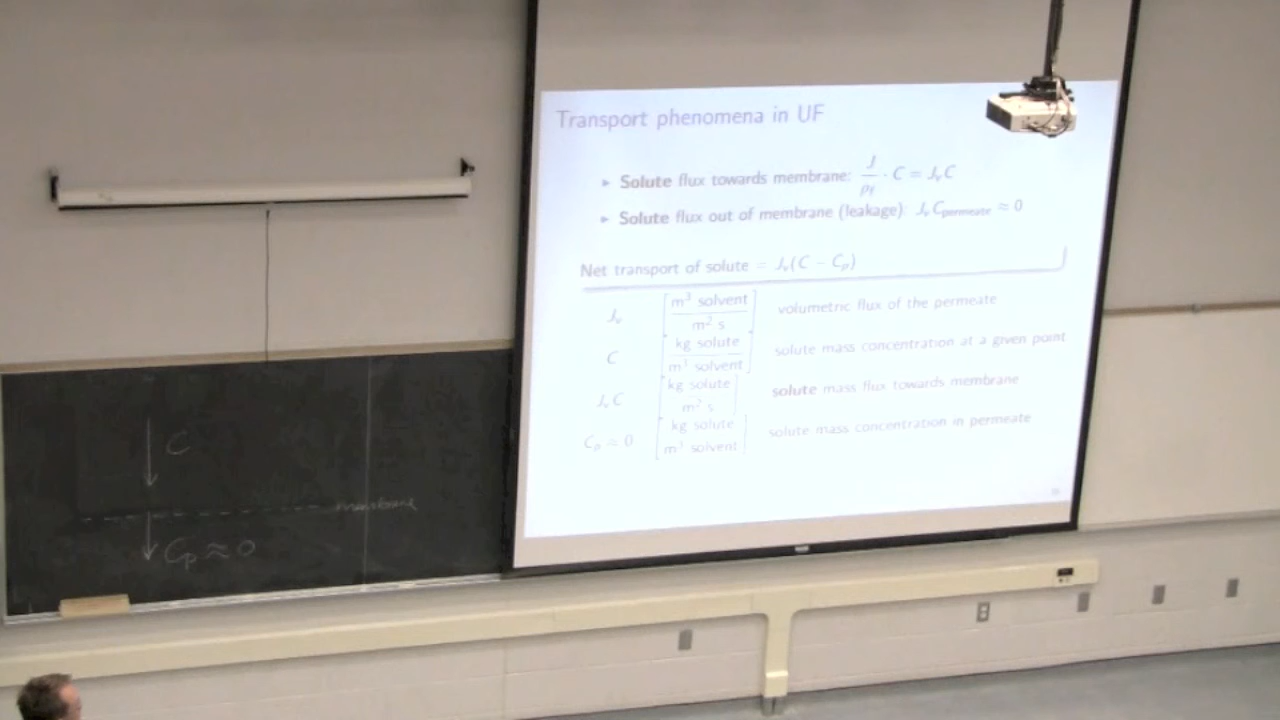 Transport phenomena in UF
▸ Solute flux towards membrane: J/ρf · C = JvC
▸ Solute flux out of membrane (leakage): JvCpermeate ≈ 0
Net transport of solute = Jv(C − Cp)
Jv [m³ solvent / m² s] volumetric flux of the permeate
C [kg solute / m³ solvent] solute mass concentration at a given point
JvC [kg solute / m² s] solute mass flux towards membrane
Cp ≈ 0 [kg solute / m³ solvent] solute mass concentration in permeate
C
membrane
Cp ≈ 0